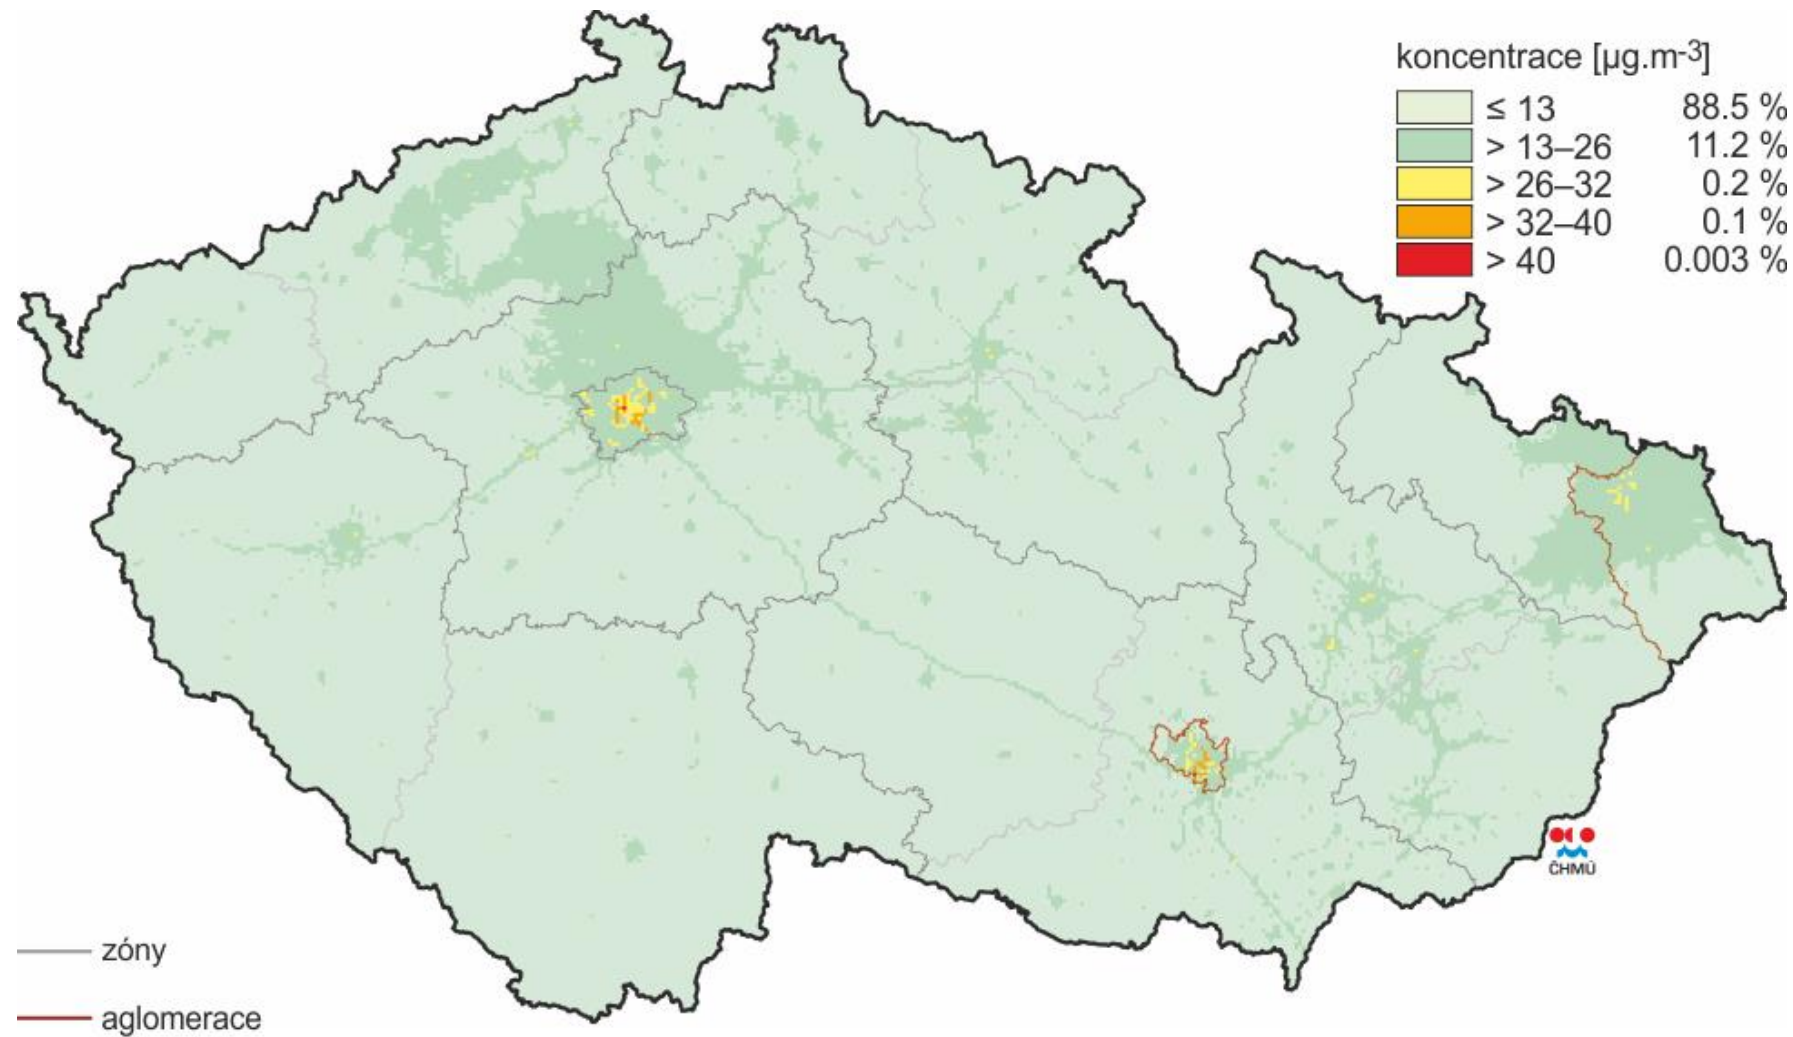 koncentrace [µg.m-3]
≤ 13 88.5 %
> 13–26 11.2 %
> 26–32 0.2 %
> 32–40 0.1 %
> 40 0.003 %
ČHMÚ
zóny
aglomerace